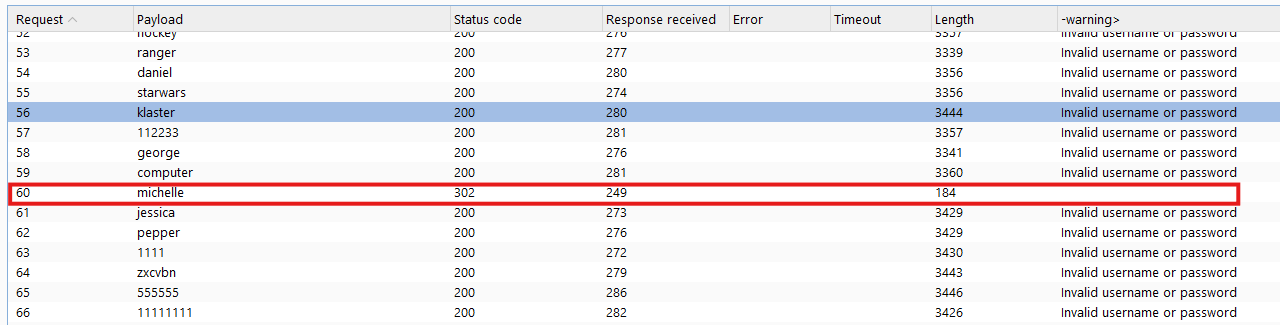 Request Payload Status code Response received Error Timeout Length -warning>
52 hockey 200 276 3357 Invalid username or password
53 ranger 200 277 3339 Invalid username or password
54 daniel 200 280 3356 Invalid username or password
55 starwars 200 274 3356 Invalid username or password
56 klaster 200 280 3444 Invalid username or password
57 112233 200 281 3357 Invalid username or password
58 george 200 276 3341 Invalid username or password
59 computer 200 281 3360 Invalid username or password
60 michelle 302 249 184
61 jessica 200 273 3429 Invalid username or password
62 pepper 200 276 3429 Invalid username or password
63 1111 200 272 3430 Invalid username or password
64 zxcvbn 200 279 3443 Invalid username or password
65 555555 200 286 3446 Invalid username or password
66 11111111 200 282 3426 Invalid username or password